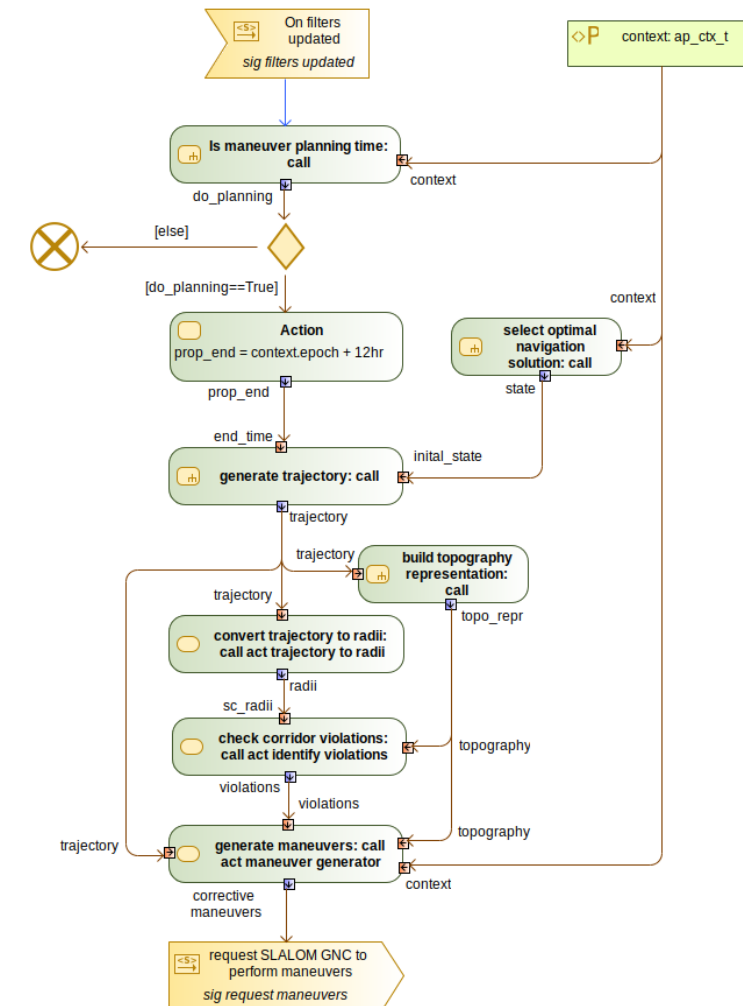 On filters
updated
sig filters updated
<S>
<>P
context: ap_ctx_t
Is maneuver planning time:
call
context
do_planning
[else]
[do_planning==True]
context
Action
prop_end = context.epoch + 12hr
select optimal
navigation
solution: call
prop_end
state
end_time
inital_state
generate trajectory: call
trajectory
trajectory
build topography
representation:
call
trajectory
topo_repr
convert trajectory to radii:
call act trajectory to radii
radii
sc_radii
check corridor violations:
call act identify violations
topography
violations
violations
topography
trajectory
generate maneuvers: call
act maneuver generator
context
corrective
maneuvers
<S>
request SLALOM GNC to
perform maneuvers
sig request maneuvers